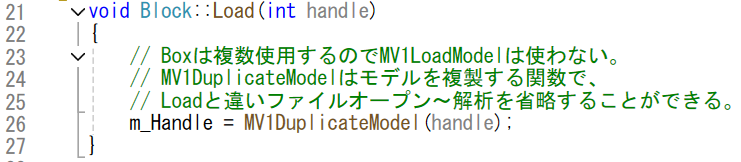 21 void Block::Load(int handle)
22 {
23 // Boxは複数使用するのでMV1LoadModelは使わない。
24 // MV1DuplicateModelはモデルを複製する関数で、
25 // Loadと違いファイルオープン～解析を省略することができる。
26 m_Handle = MV1DuplicateModel(handle);
27 }